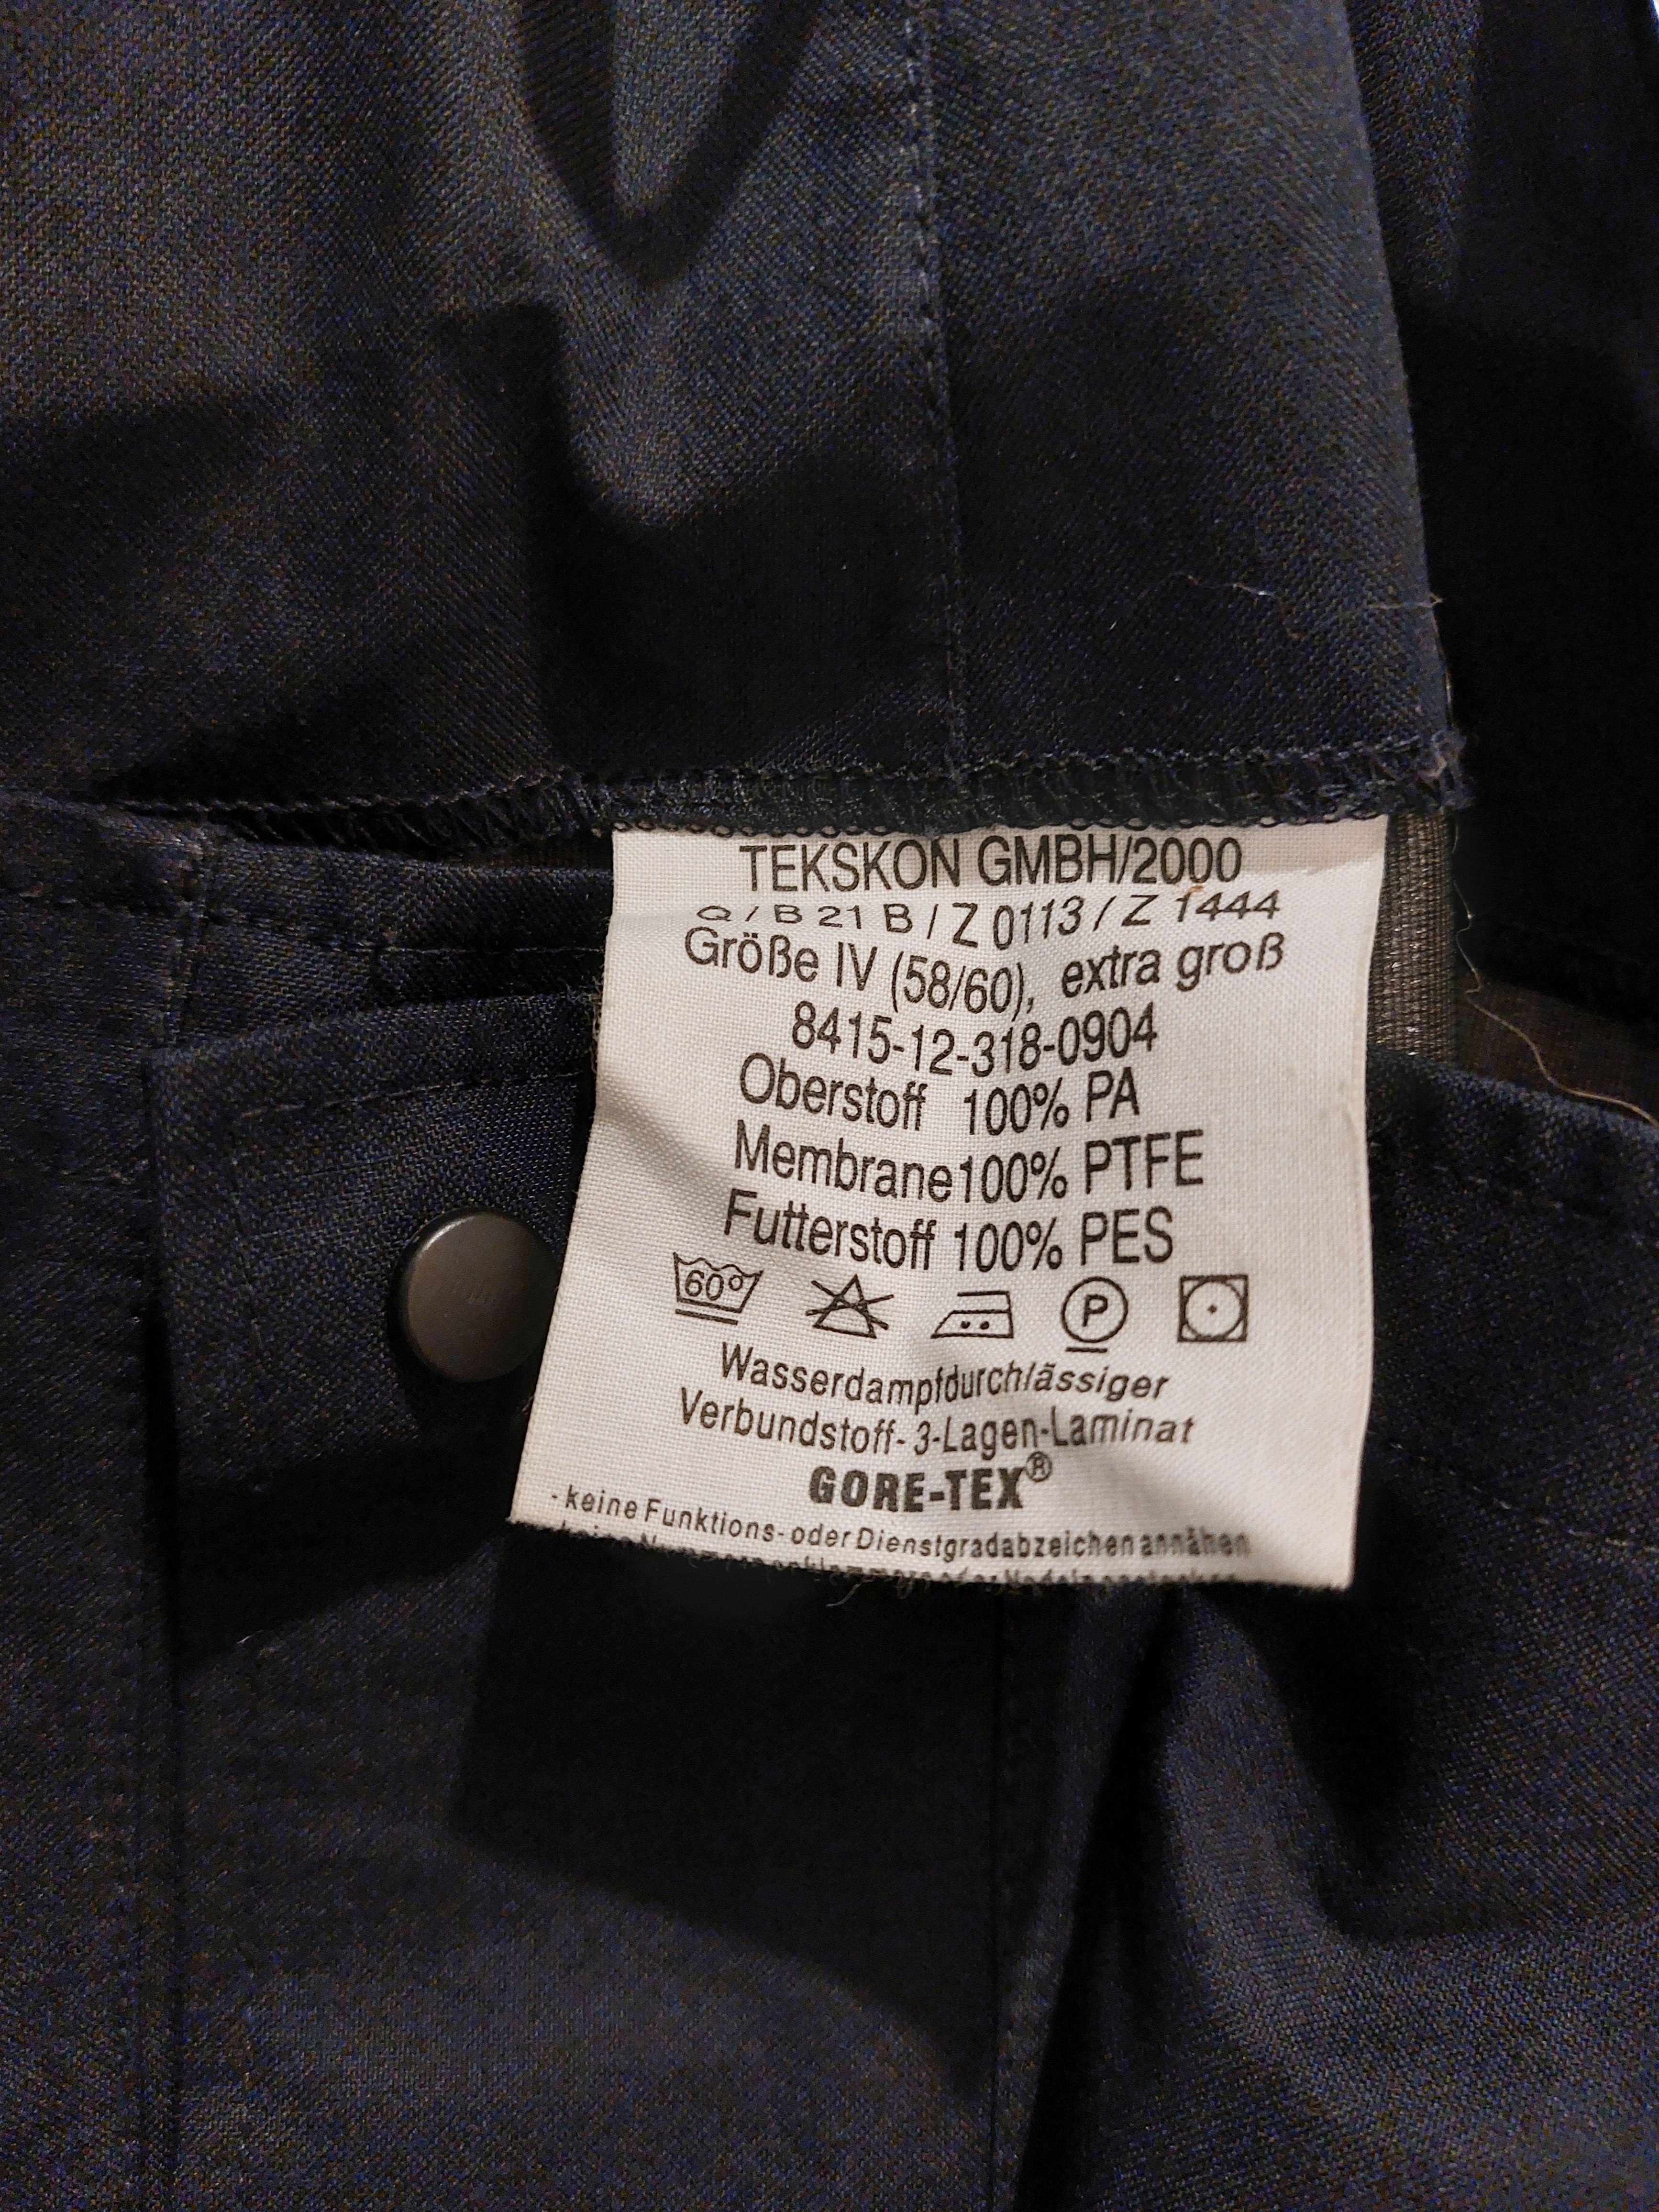 TEKSKON GMBH/2000
Q / B 21 B / Z 0113 / Z 1444
Größe IV (58/60), extra groß
8415-12-318-0904
Oberstoff 100% PA
Membrane100% PTFE
Futterstoff 100% PES
60° P
Wasserdampfdurchlässiger
Verbundstoff- 3-Lagen-Laminat
GORE-TEX®
- keine Funktions- oder Dienstgradabzeichen annähen